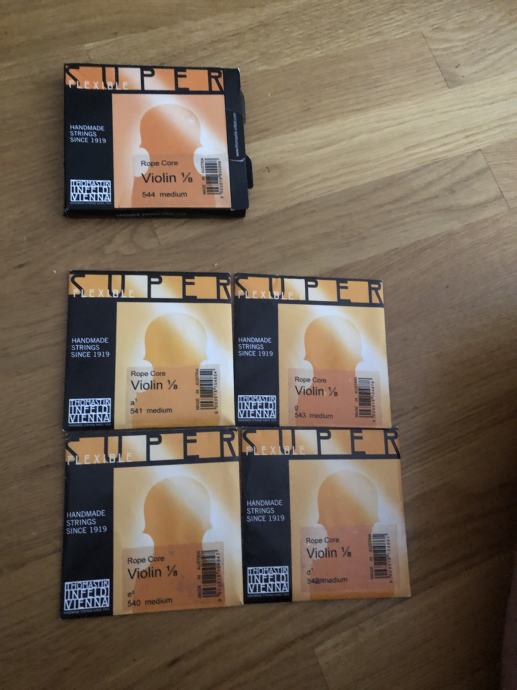 SUPER
FLEXIBLE
HANDMADE
STRINGS
SINCE 1919
THOMASTIK
INFELD
VIENNA
Rope Core
Violin 1/8
544 medium
SUPER
FLEXIBLE
HANDMADE
STRINGS
SINCE 1919
THOMASTIK
INFELD
VIENNA
Rope Core
Violin 1/8
a¹
541 medium
SUPER
FLEXIBLE
HANDMADE
STRINGS
SINCE 1919
THOMASTIK
INFELD
VIENNA
Rope Core
Violin 1/8
g
543 medium
SUPER
FLEXIBLE
HANDMADE
STRINGS
SINCE 1919
THOMASTIK
INFELD
VIENNA
Rope Core
Violin 1/8
e²
540 medium
SUPER
FLEXIBLE
HANDMADE
STRINGS
SINCE 1919
THOMASTIK
INFELD
VIENNA
Rope Core
Violin 1/8
d¹
542 medium